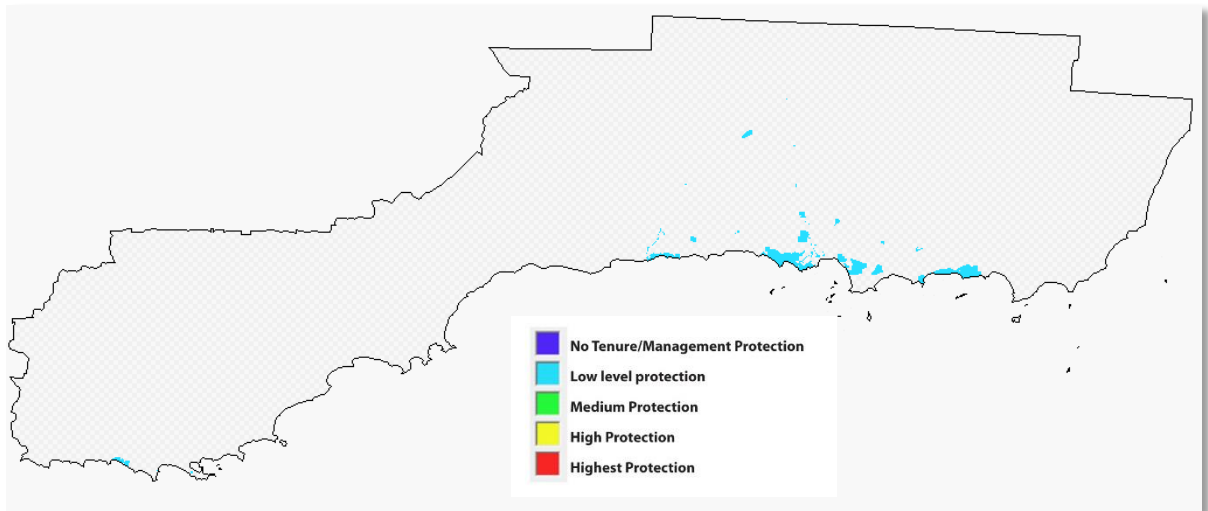 No Tenure/Management Protection
Low level protection
Medium Protection
High Protection
Highest Protection